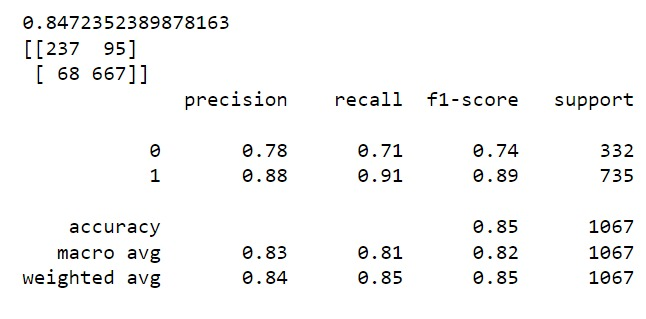 0.8472352389878163
[[237  95]
 [ 68 667]]
              precision    recall  f1-score   support

           0       0.78      0.71      0.74       332
           1       0.88      0.91      0.89       735

    accuracy                           0.85      1067
   macro avg       0.83      0.81      0.82      1067
weighted avg       0.84      0.85      0.85      1067